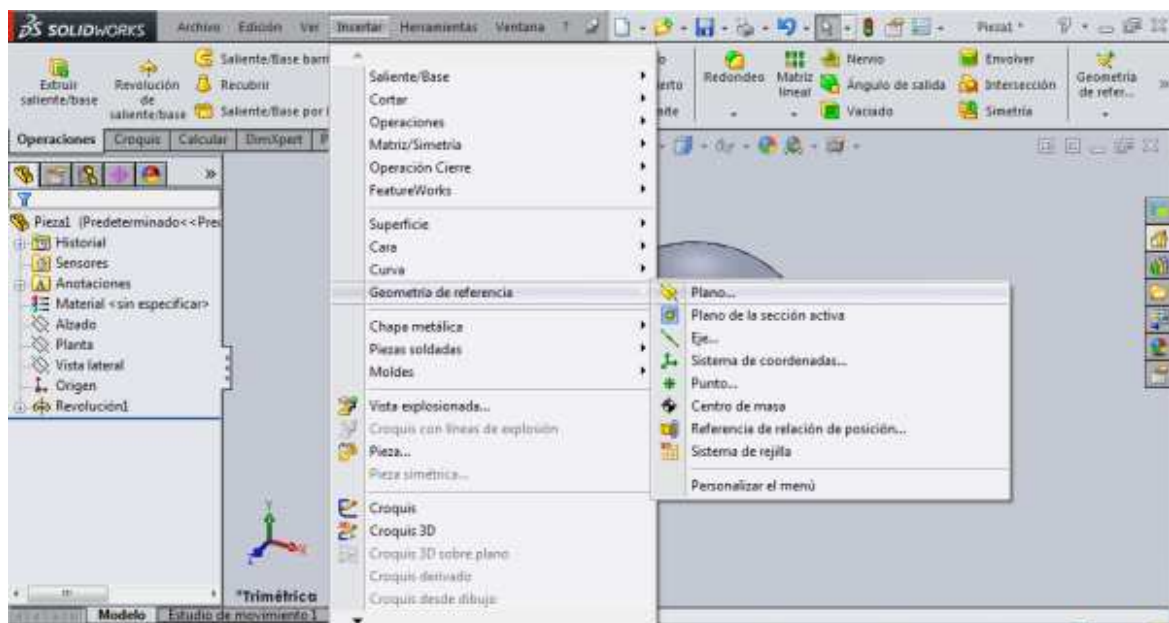 SOLIDWORKS
Archivo Edición Ver Insertar Herramientas Ventana ?
Pieza1 *
Extruir saliente/base
Revolución de saliente/base
Saliente/Base barri
Recubrir
Saliente/Base por l
Redondeo
Matriz lineal
Nervio
Ángulo de salida
Vaciado
Envolver
Intersección
Simetría
Geometría de refer...
Operaciones Croquis Calcular DimXpert
Pieza1 (Predeterminado<<Pre
Historial
Sensores
Anotaciones
Material <sin especificar>
Alzado
Planta
Vista lateral
Origen
Revolución1
Saliente/Base
Cortar
Operaciones
Matriz/Simetría
Operación Cierre
FeatureWorks
Superficie
Cara
Curva
Geometría de referencia
Chapa metálica
Piezas soldadas
Moldes
Vista explosionada...
Croquis con líneas de explosión
Pieza...
Pieza simétrica...
Croquis
Croquis 3D
Croquis 3D sobre plano
Croquis derivado
Croquis desde dibujo
Plano...
Plano de la sección activa
Eje...
Sistema de coordenadas...
Punto...
Centro de masa
Referencia de relación de posición...
Sistema de rejilla
Personalizar el menú
*Trimétrica
Modelo Estudio de movimiento 1